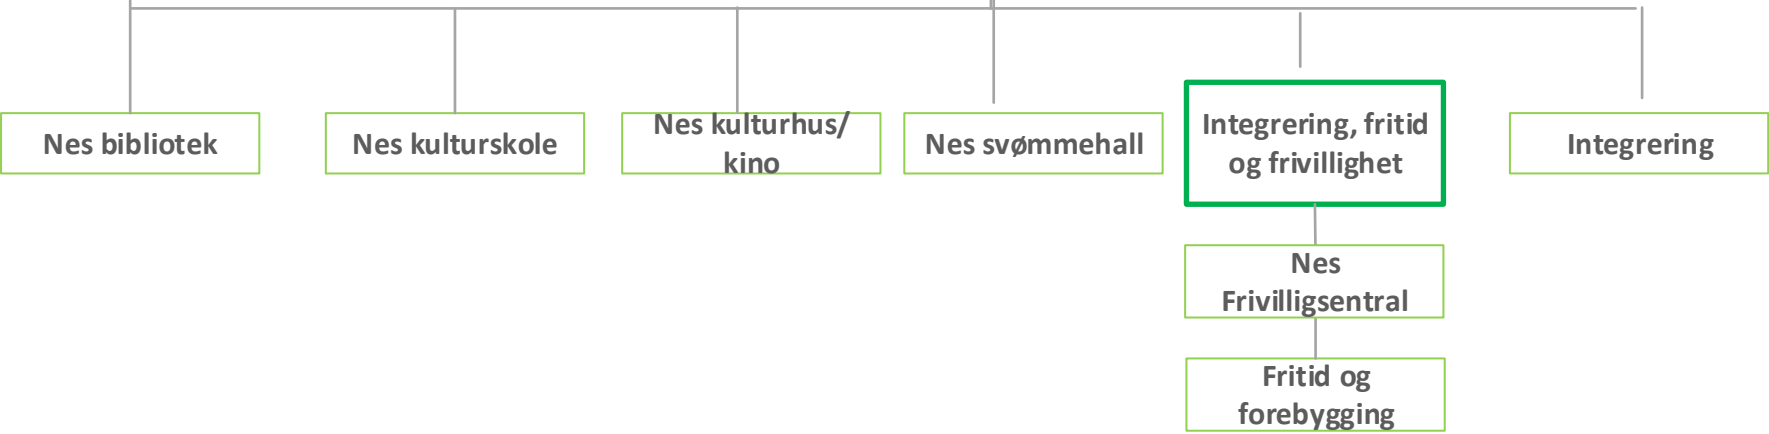 Nes bibliotek
Nes kulturskole
Nes kulturhus/
kino
Nes svømmehall
Integrering, fritid
og frivillighet
Integrering
Nes
Frivilligsentral
Fritid og
forebygging